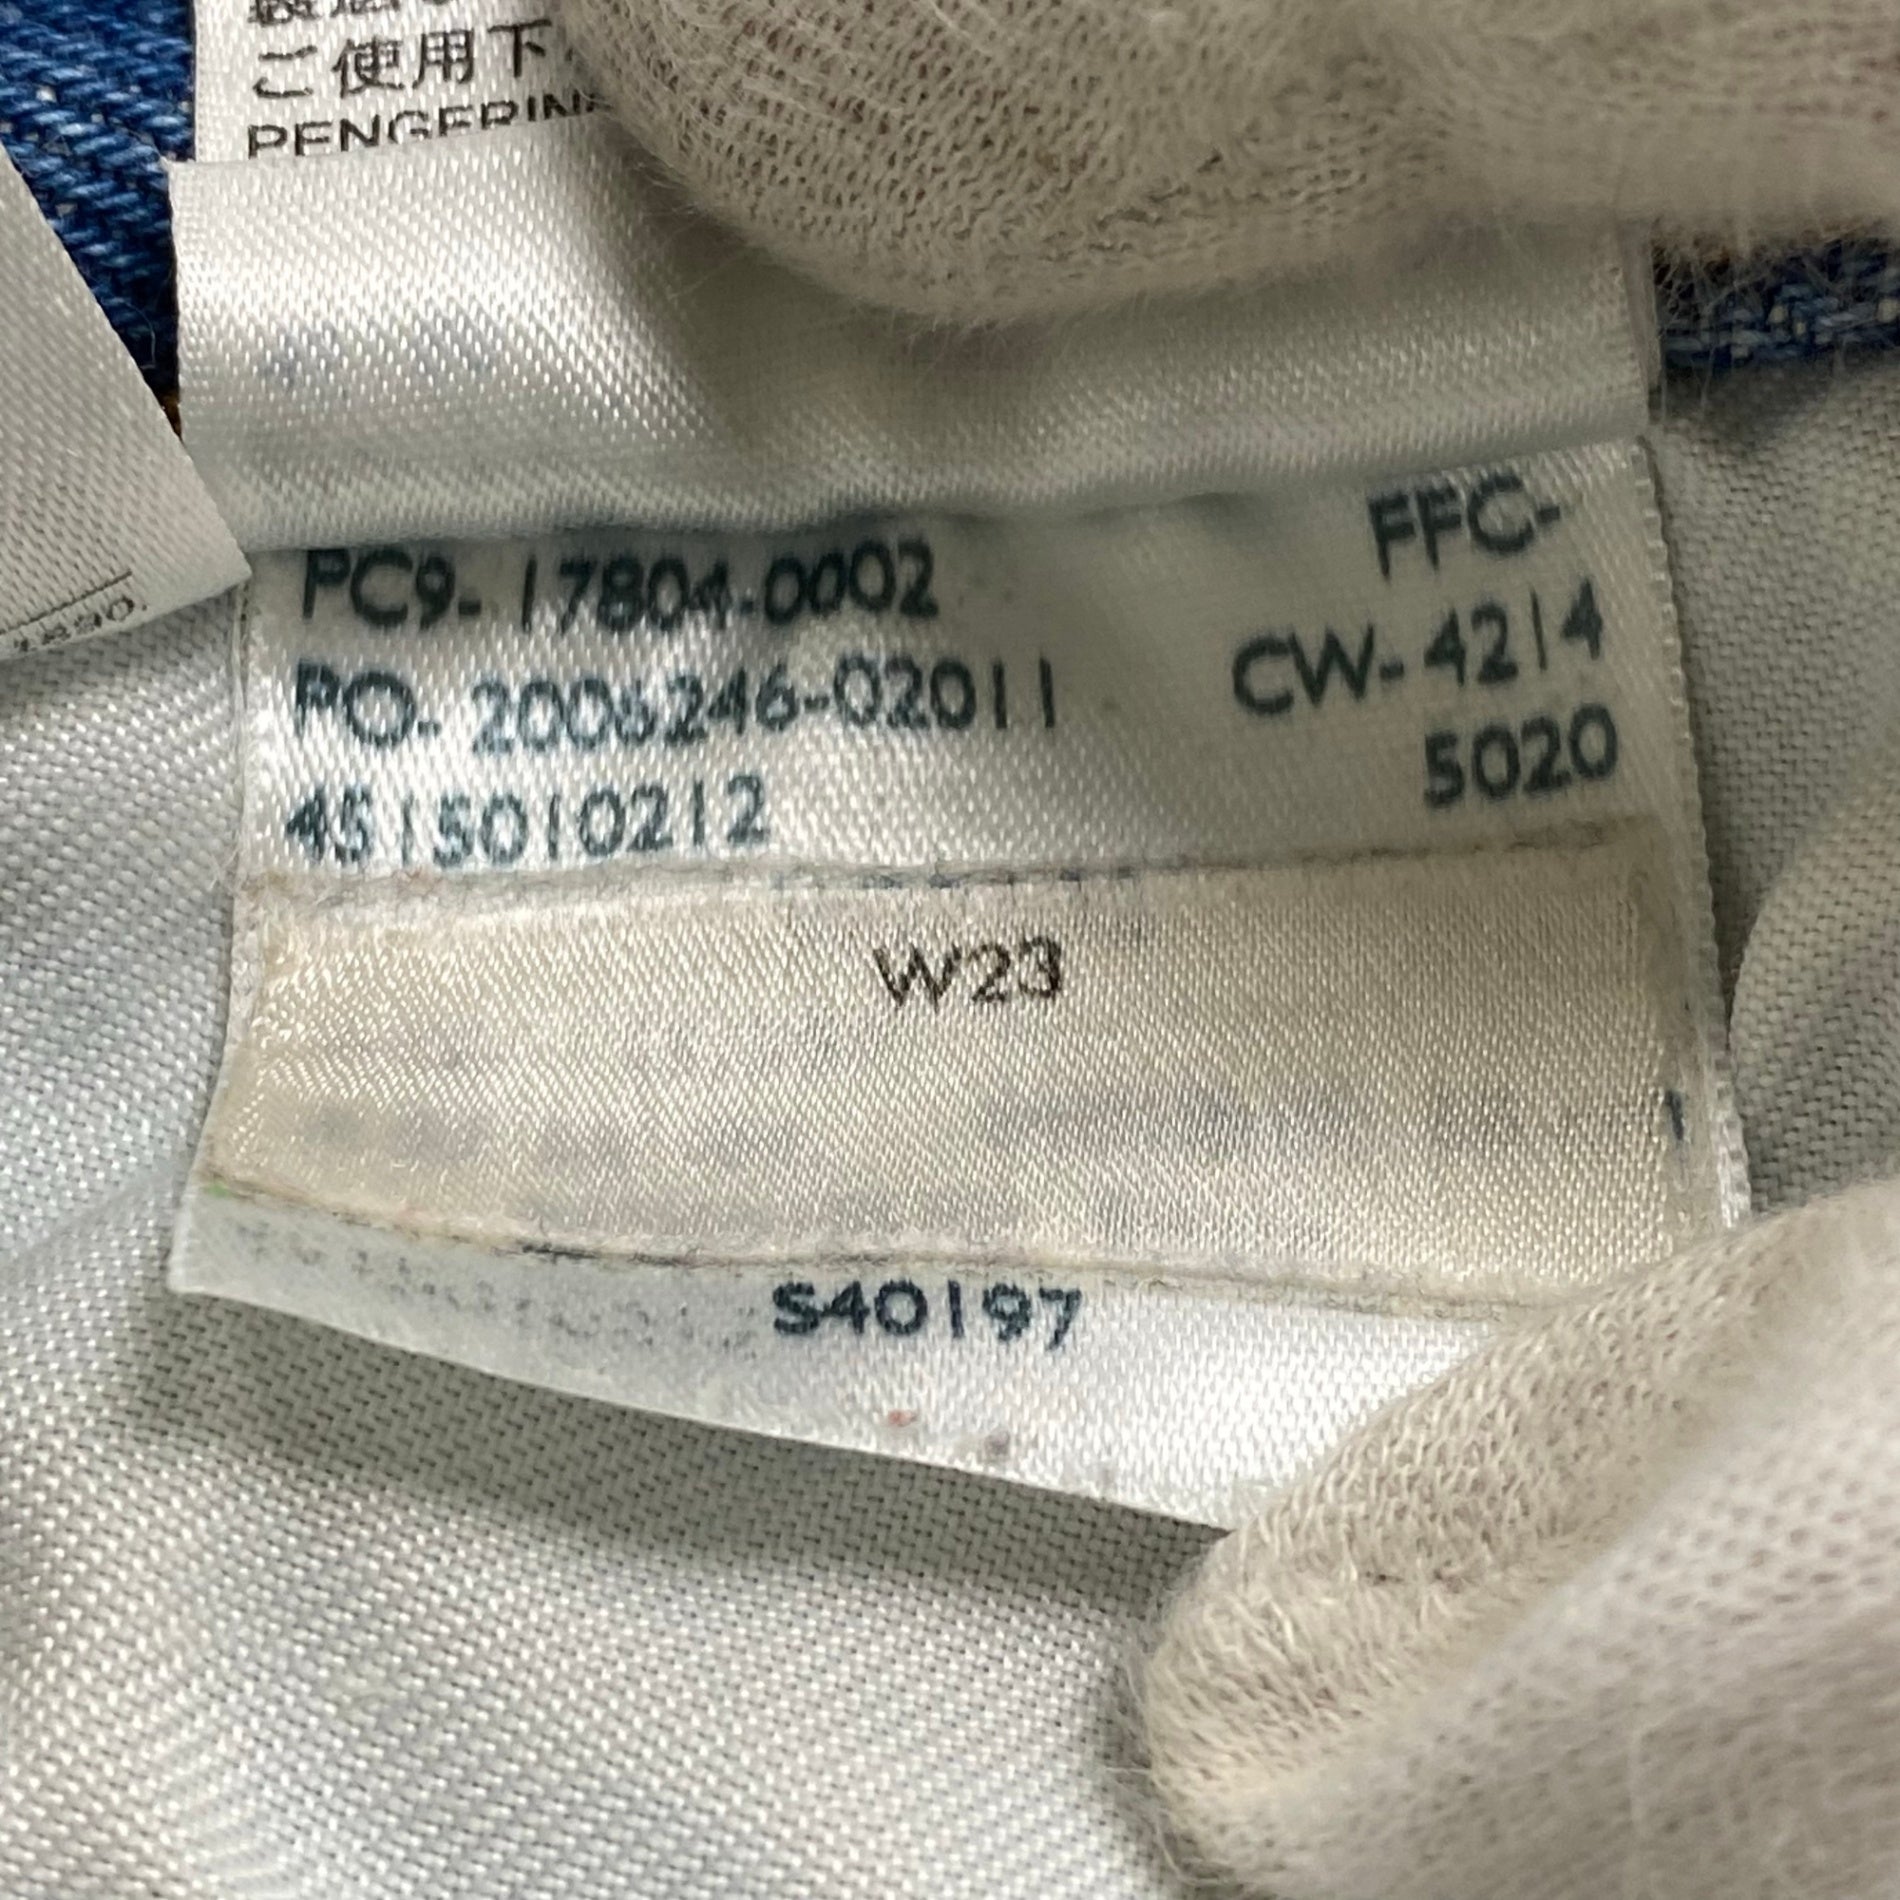 ご使用下
PENGERIN
PC9-17804-0002
FFC-
PO-2006246-02011
CW-4214
4515010212
5020
W23
S40197